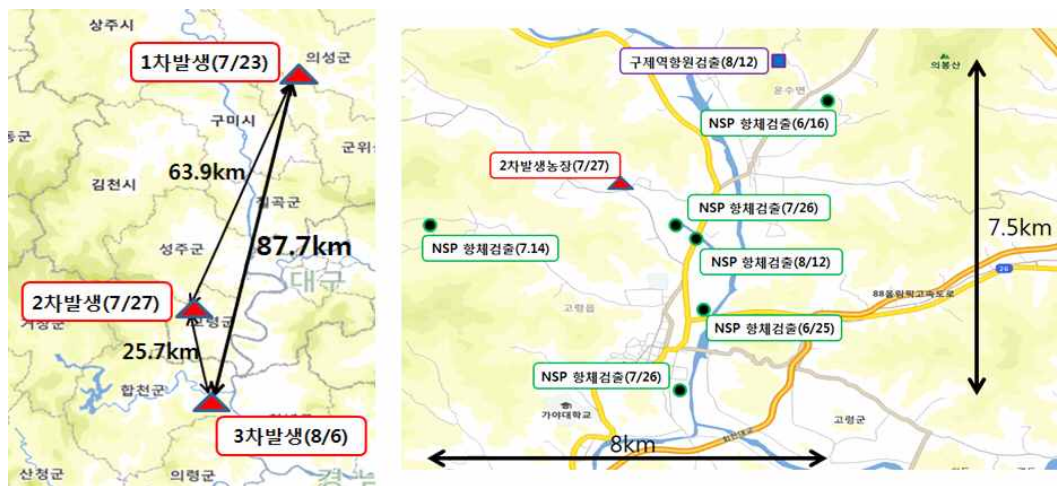 상주시
1차발생(7/23)
의성군
구미시
군위
63.9km
김천시
칠곡군
성주군
87.7km
대구
2차발생(7/27)
고령군
25.7km
합천군
3차발생(8/6)
산청군
의령군
구제역항원검출(8/12)
운수면
의봉산
NSP 항체검출(6/16)
2차발생농장(7/27)
NSP 항체검출(7/26)
NSP 항체검출(7.14)
NSP 항체검출(8/12)
7.5km
26
88올림픽고속도로
고령읍
NSP 항체검출(6/25)
NSP 항체검출(7/26)
가야대학교
고령군
8km